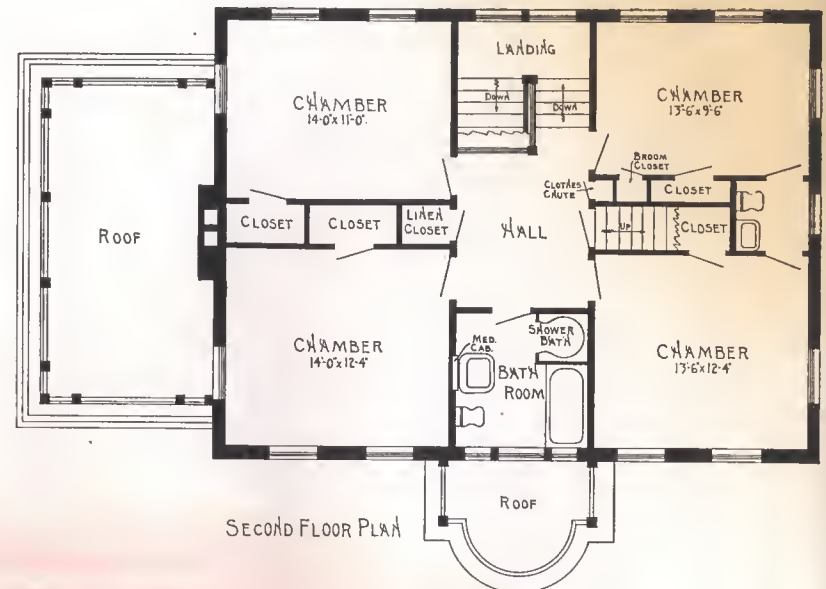 LANDING
DOWN
DOWN
CHAMBER
14'-0"x11'-0"
CHAMBER
13'-6"x9'-6"
BROOM
CLOSET
CLOTHES
CHUTE
CLOSET
CLOSET
CLOSET
LINEN
CLOSET
HALL
UP
CLOSET
ROOF
CHAMBER
14'-0"x12'-4"
MED.
CAB.
SHOWER
BATH
BATH
ROOM
CHAMBER
13'-6"x12'-4"
ROOF
SECOND FLOOR PLAN